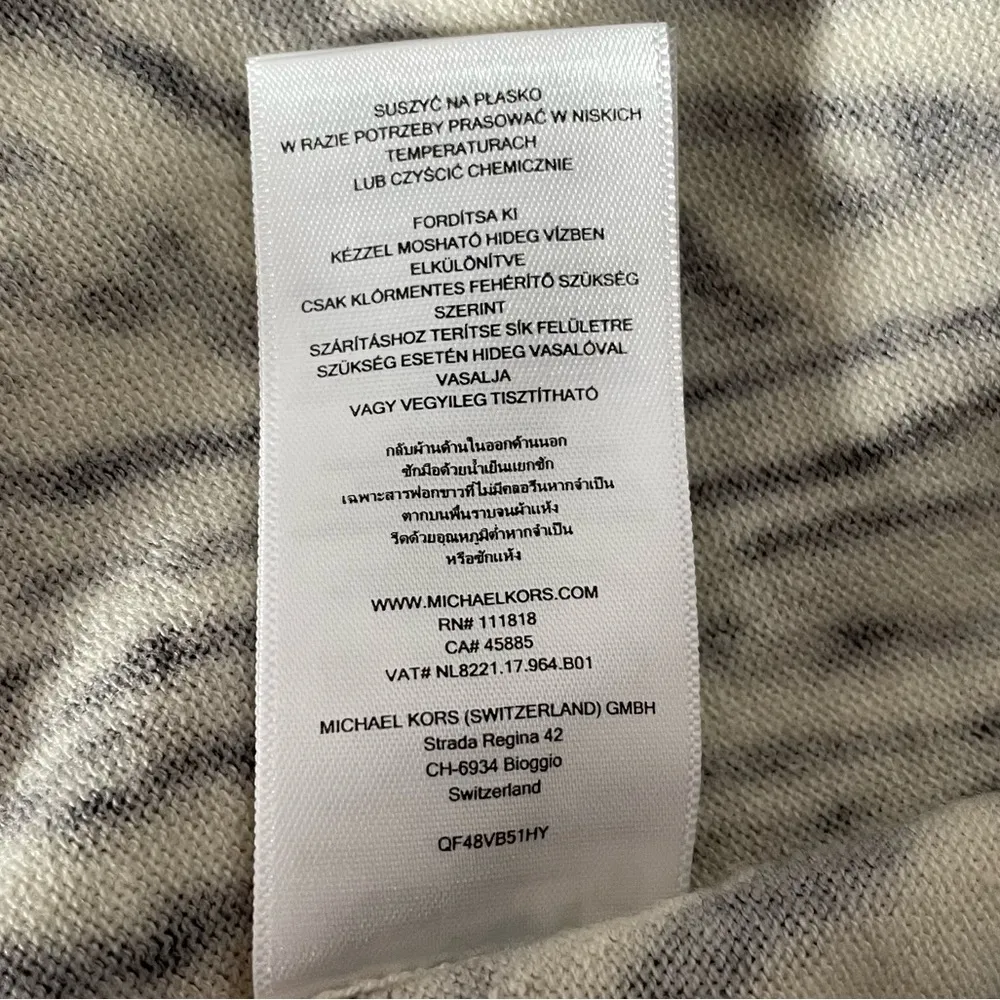 SUSZYĆ NA PŁASKO
W RAZIE POTRZEBY PRASOWAĆ W NISKICH
TEMPERATURACH
LUB CZYŚCIĆ CHEMICZNIE
FORDÍTSA KI
KÉZZEL MOSHATÓ HIDEG VÍZBEN
ELKÜLÖNÍTVE
CSAK KLÓRMENTES FEHÉRÍTŐ SZÜKSÉG
SZERINT
SZÁRÍTÁSHOZ TERÍTSE SÍK FELÜLETRE
SZÜKSÉG ESETÉN HIDEG VASALÓVAL
VASALJA
VAGY VEGYILEG TISZTÍTHATÓ
กลับผ้านด้านในออกด้านนอก
ซักมือด้วยน้ำเย็นแยกซัก
เฉพาะสารฟอกขาวที่ไม่มีคลอรีนหากจำเป็น
ตากบนพื้นราบจนผ้าแห้ง
รีดด้วยอุณหภูมิต่ำหากจำเป็น
หรือซักแห้ง
WWW.MICHAELKORS.COM
RN# 111818
CA# 45885
VAT# NL8221.17.964.B01
MICHAEL KORS (SWITZERLAND) GMBH
Strada Regina 42
CH-6934 Bioggio
Switzerland
QF48VB51HY